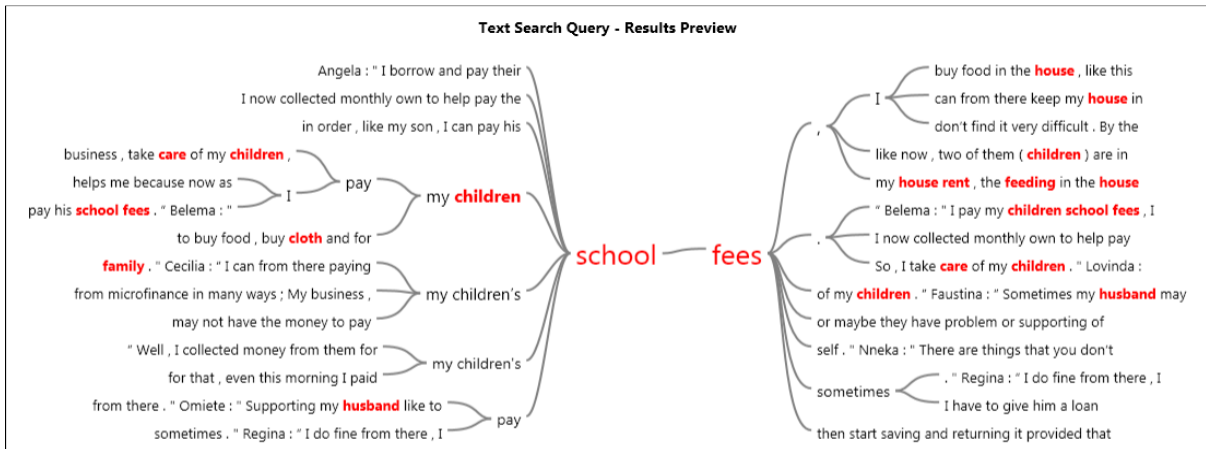 Text Search Query - Results Preview
Angela : " I borrow and pay their
I now collected monthly own to help pay the
in order , like my son , I can pay his
business , take care of my children ,
helps me because now as
I
pay
pay his school fees . " Belema : "
my children
to buy food , buy cloth and for
family . " Cecilia : " I can from there paying
from microfinance in many ways ; My business ,
my children's
may not have the money to pay
" Well , I collected money from them for
my children's
for that , even this morning I paid
from there . " Omiete : " Supporting my husband like to
pay
sometimes . " Regina : " I do fine from there , I
school fees
buy food in the house , like this
I
can from there keep my house in
don't find it very difficult . By the
,
like now , two of them ( children ) are in
my house rent , the feeding in the house
" Belema : " I pay my children school fees , I
.
I now collected monthly own to help pay
So , I take care of my children . " Lovinda :
of my children . " Faustina : " Sometimes my husband may
or maybe they have problem or supporting of
self . " Nneka : " There are things that you don't
sometimes
. " Regina : " I do fine from there , I
I have to give him a loan
then start saving and returning it provided that